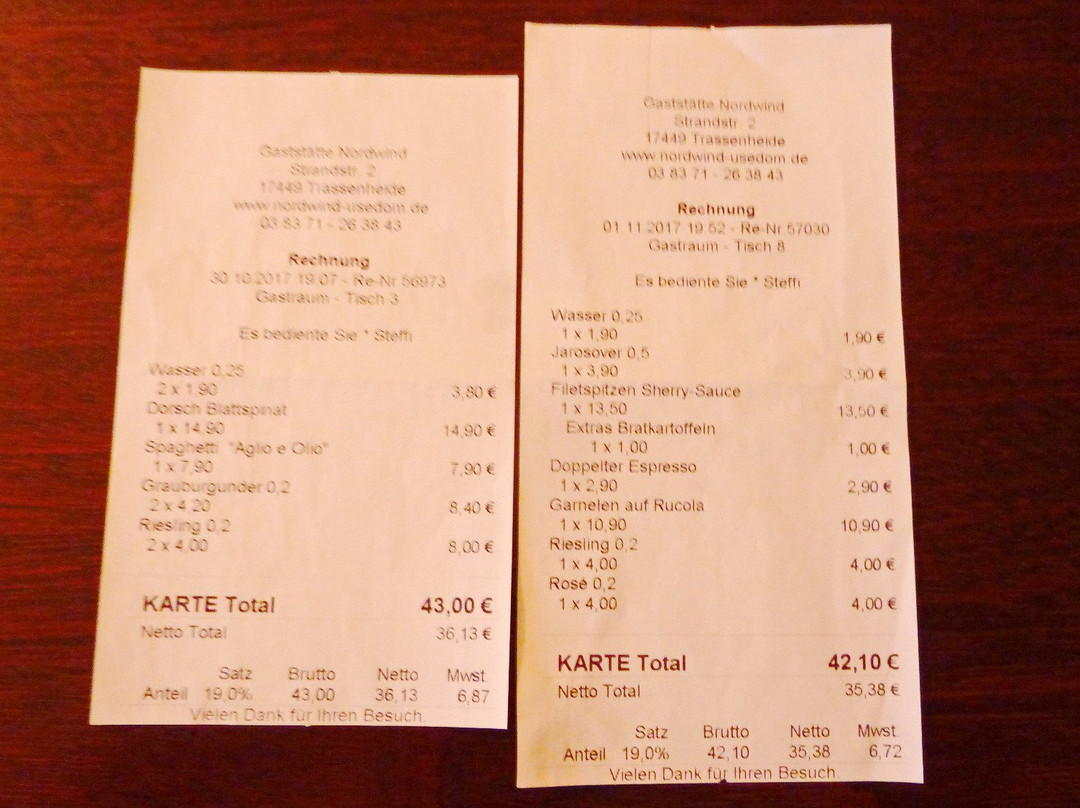 Gaststätte Nordwind
Strandstr. 2
17449 Trassenheide
www.nordwind-usedom.de
03 83 71 - 26 38 43
Rechnung
30.10.2017 19:07 - Re-Nr 56973
Gastraum - Tisch 3
Es bediente Sie * Steffi
Wasser 0,25
2 x 1,90 3,80 €
Dorsch Blattspinat
1 x 14,90 14,90 €
Spaghetti "Aglio e Olio"
1 x 7,90 7,90 €
Grauburgunder 0,2
2 x 4,20 8,40 €
Riesling 0,2
2 x 4,00 8,00 €
KARTE Total 43,00 €
Netto Total 36,13 €
Satz Brutto Netto Mwst.
Anteil 19,0% 43,00 36,13 6,87
Vielen Dank für Ihren Besuch.
Gaststätte Nordwind
Strandstr. 2
17449 Trassenheide
www.nordwind-usedom.de
03 83 71 - 26 38 43
Rechnung
01.11.2017 19:52 - Re-Nr.57030
Gastraum - Tisch 8
Es bediente Sie * Steffi
Wasser 0,25
1 x 1,90 1,90 €
Jarosover 0,5
1 x 3,90 3,90 €
Filetspitzen Sherry-Sauce
1 x 13,50 13,50 €
Extras Bratkartoffeln
1 x 1,00 1,00 €
Doppelter Espresso
1 x 2,90 2,90 €
Garnelen auf Rucola
1 x 10,90 10,90 €
Riesling 0,2
1 x 4,00 4,00 €
Rosé 0,2
1 x 4,00 4,00 €
KARTE Total 42,10 €
Netto Total 35,38 €
Satz Brutto Netto Mwst.
Anteil 19,0% 42,10 35,38 6,72
Vielen Dank für Ihren Besuch.